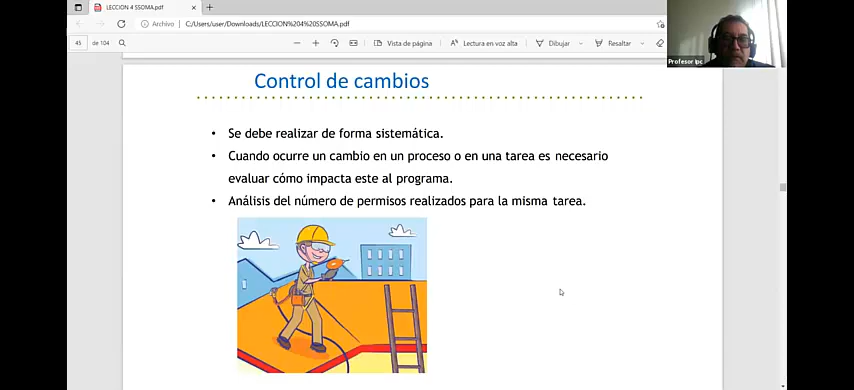 LECCION 4 SSOMA.pdf
Archivo
C:/Users/user/Downloads/LECCION%204%20SSOMA.pdf
45 de 104
Vista de página
Lectura en voz alta
Dibujar
Resaltar
Profesor Ipc
Control de cambios
• Se debe realizar de forma sistemática.
• Cuando ocurre un cambio en un proceso o en una tarea es necesario
evaluar cómo impacta este al programa.
• Análisis del número de permisos realizados para la misma tarea.